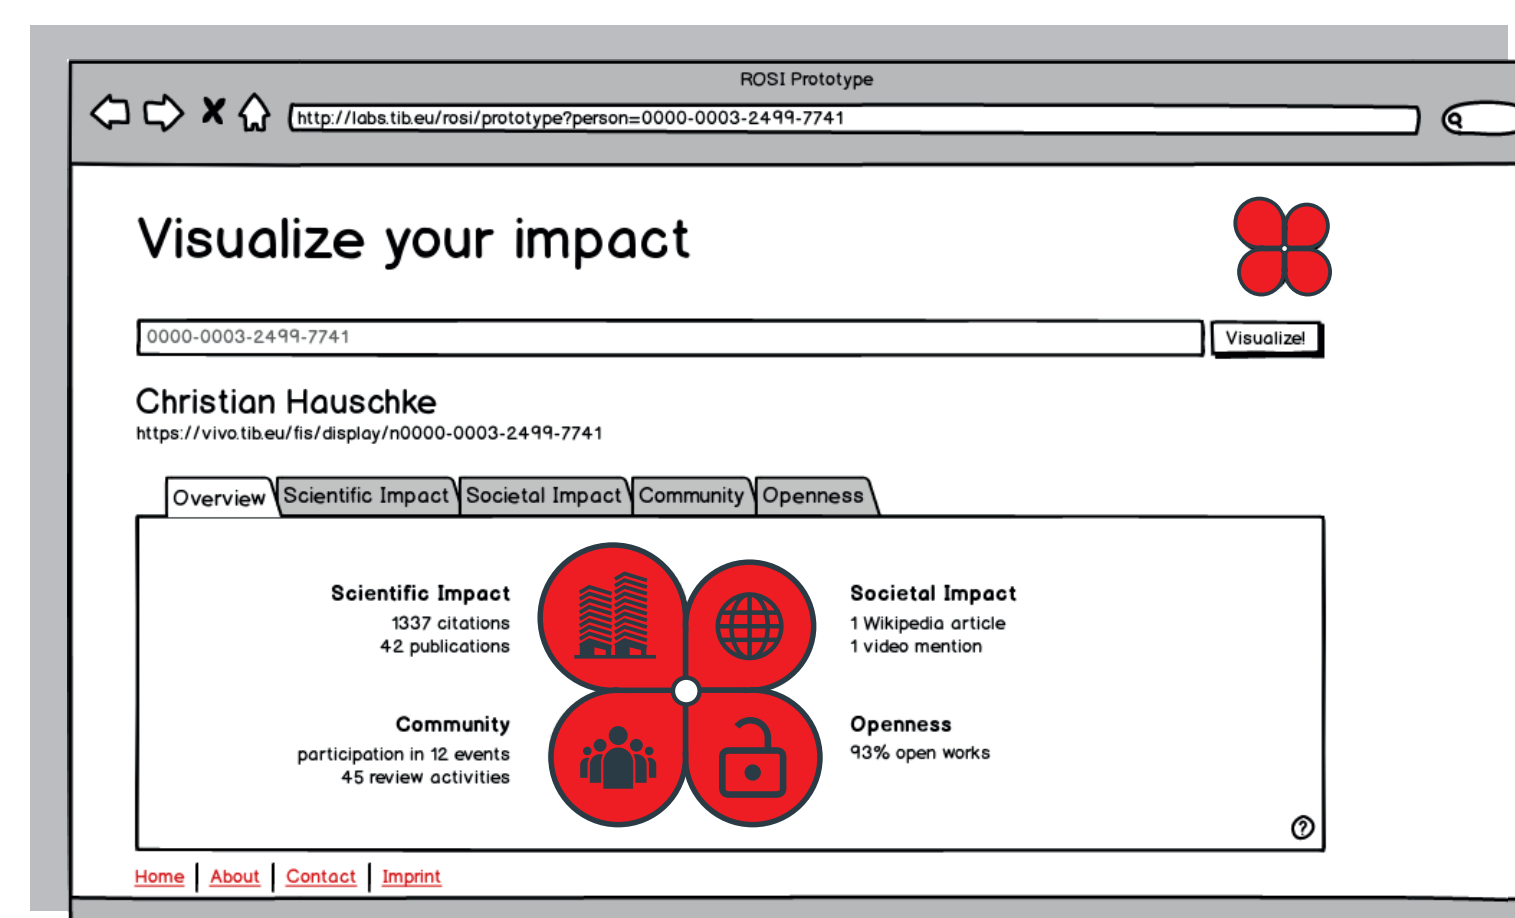 ROSI Prototype
http://labs.tib.eu/rosi/prototype?person=0000-0003-2499-7741
Visualize your impact
0000-0003-2499-7741
Visualize!
Christian Hauschke
https://vivo.tib.eu/fis/display/n0000-0003-2499-7741
Overview
Scientific Impact
Societal Impact
Community
Openness
Scientific Impact
1337 citations
42 publications
Societal Impact
1 Wikipedia article
1 video mention
Community
participation in 12 events
45 review activities
Openness
93% open works
?
Home | About | Contact | Imprint